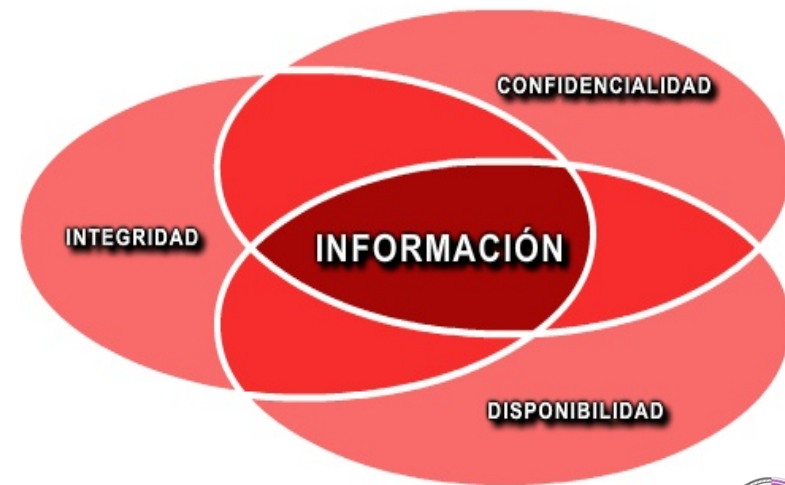 CONFIDENCIALIDAD
INTEGRIDAD
INFORMACIÓN
DISPONIBILIDAD